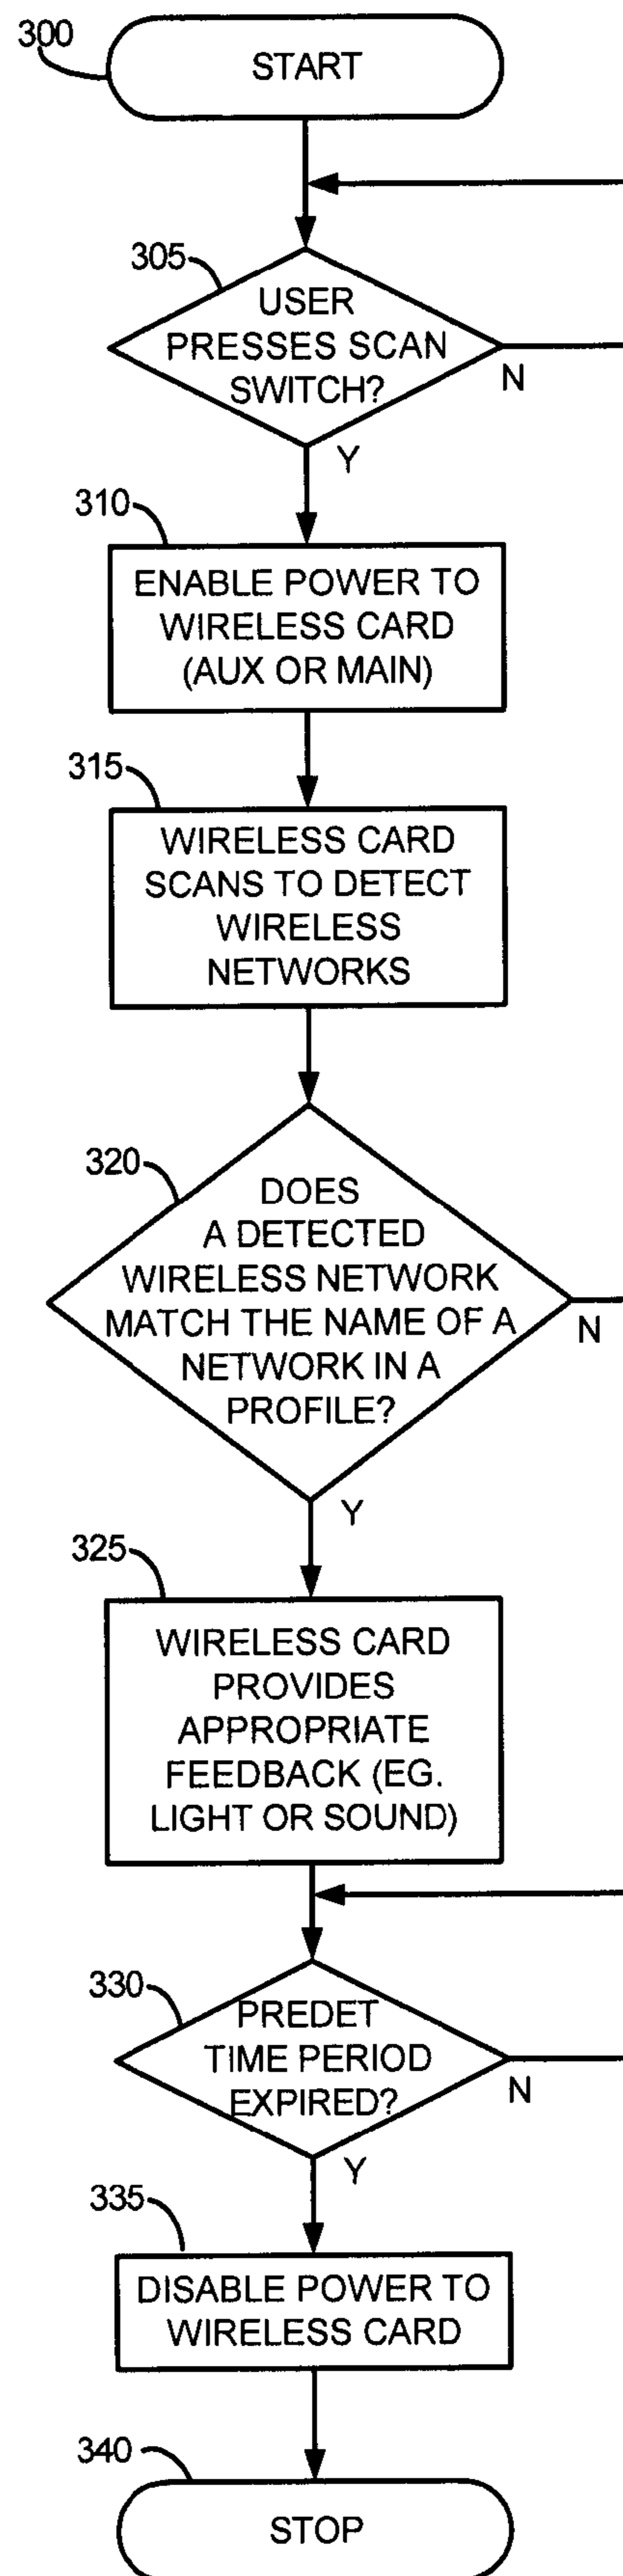 300
START
305
USER
PRESSES SCAN
SWITCH?
N
Y
310
ENABLE POWER TO
WIRELESS CARD
(AUX OR MAIN)
315
WIRELESS CARD
SCANS TO DETECT
WIRELESS
NETWORKS
320
DOES
A DETECTED
WIRELESS NETWORK
MATCH THE NAME OF A
NETWORK IN A
PROFILE?
N
Y
325
WIRELESS CARD
PROVIDES
APPROPRIATE
FEEDBACK (EG.
LIGHT OR SOUND)
330
PREDET
TIME PERIOD
EXPIRED?
N
Y
335
DISABLE POWER TO
WIRELESS CARD
340
STOP